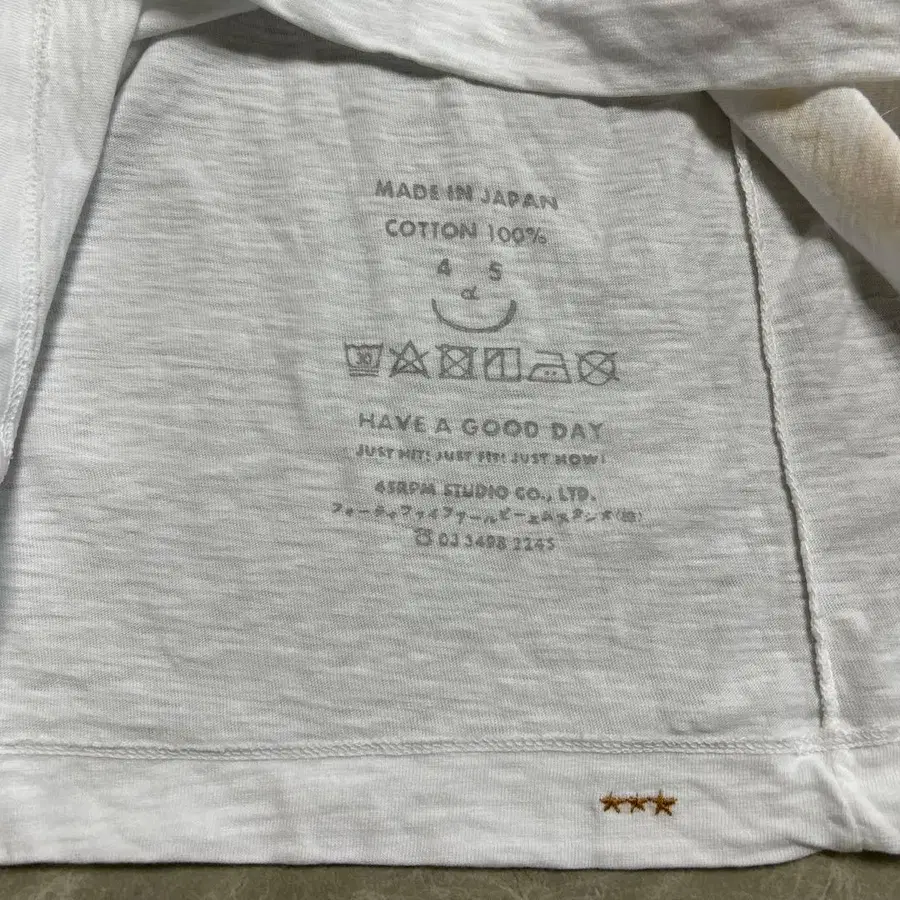 MADE IN JAPAN
COTTON 100%
4 5
30
HAVE A GOOD DAY
JUST HIT! JUST FIT! JUST NOW!
45RPM STUDIO CO., LTD.
フォーティファイブアールピーエムスタジオ(株)
☎ 03 5498 2245